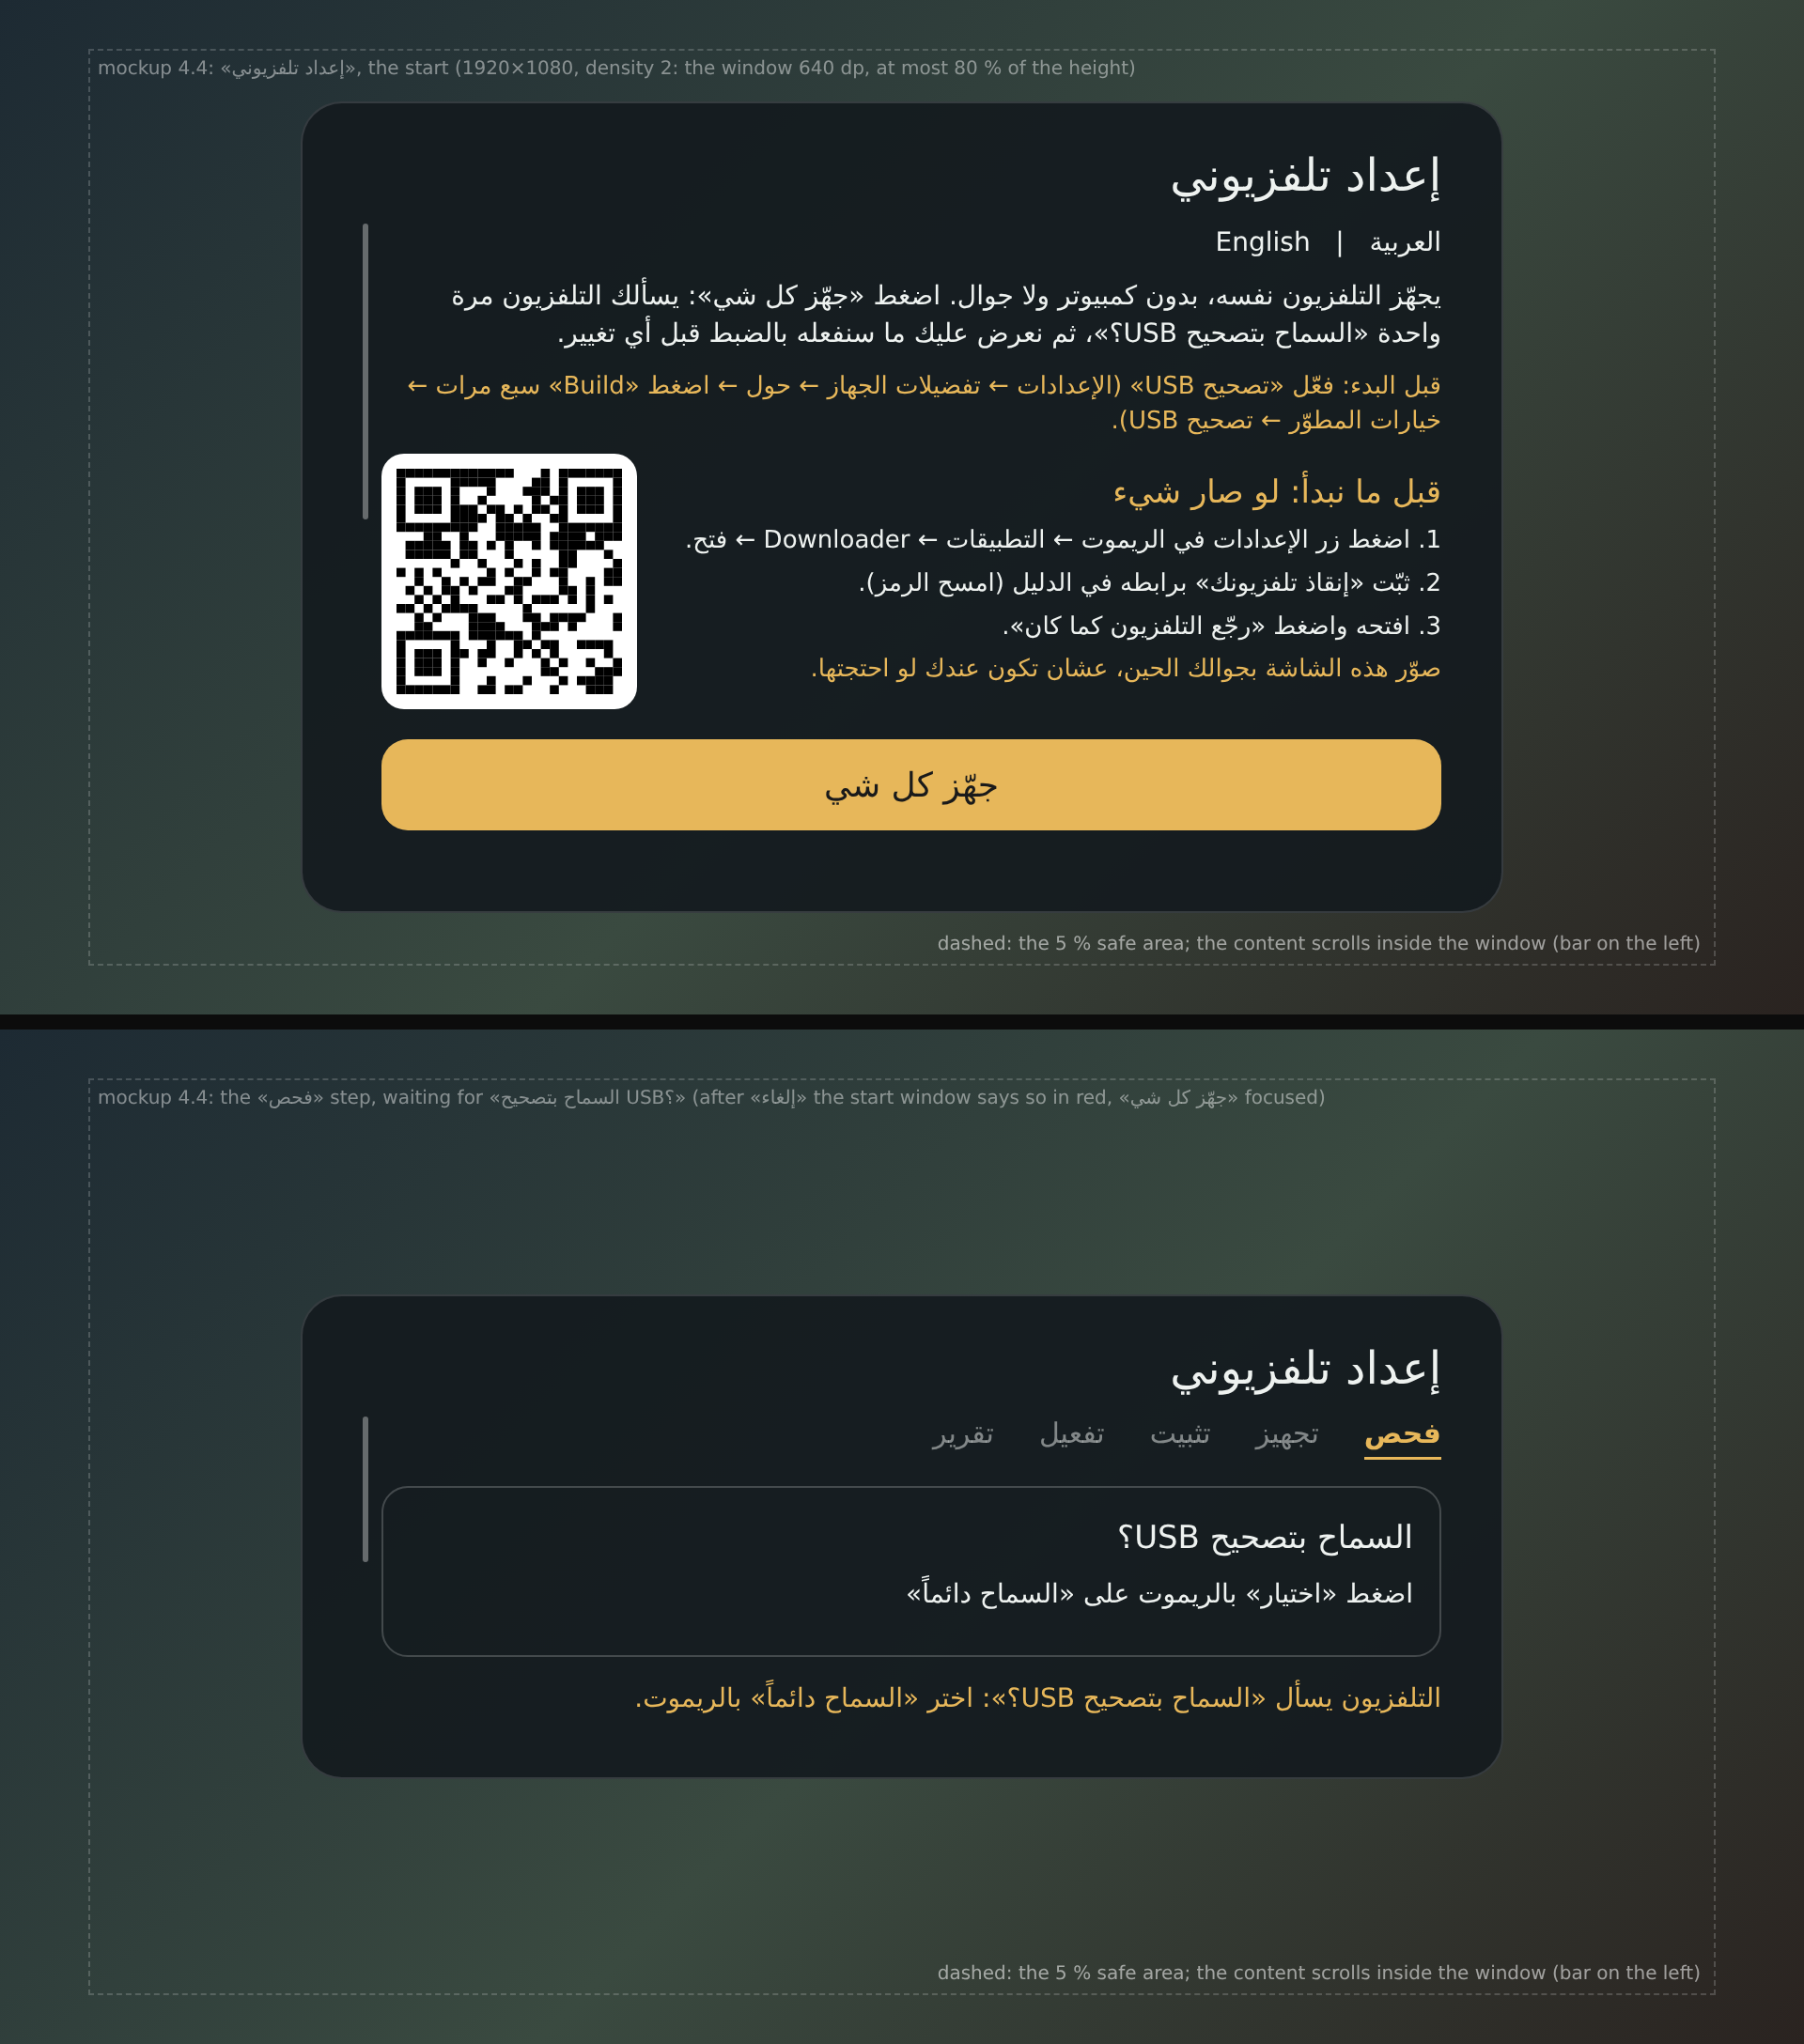 mockup 4.4: «إعداد تلفزيوني», the start (1920×1080, density 2: the window 640 dp, at most 80 % of the height)
إعداد تلفزيوني
العربية | English
يجهّز التلفزيون نفسه، بدون كمبيوتر ولا جوال. اضغط «جهّز كل شي»: يسألك التلفزيون مرة
واحدة «السماح بتصحيح USB؟»، ثم نعرض عليك ما سنفعله بالضبط قبل أي تغيير.
قبل البدء: فعّل «تصحيح USB» (الإعدادات ← تفضيلات الجهاز ← حول ← اضغط «Build» سبع مرات ←
خيارات المطوّر ← تصحيح USB).
قبل ما نبدأ: لو صار شيء
1. اضغط زر الإعدادات في الريموت ← التطبيقات ← Downloader ← فتح.
2. ثبّت «إنقاذ تلفزيونك» برابطه في الدليل (امسح الرمز).
3. افتحه واضغط «رجّع التلفزيون كما كان».
صوّر هذه الشاشة بجوالك الحين، عشان تكون عندك لو احتجتها.
جهّز كل شي
dashed: the 5 % safe area; the content scrolls inside the window (bar on the left)
mockup 4.4: the «فحص» step, waiting for «السماح بتصحيح USB؟» (after «إلغاء» the start window says so in red, «جهّز كل شي» focused)
إعداد تلفزيوني
فحص تجهيز تثبيت تفعيل تقرير
السماح بتصحيح USB؟
اضغط «اختيار» بالريموت على «السماح دائماً»
التلفزيون يسأل «السماح بتصحيح USB؟»: اختر «السماح دائماً» بالريموت.
dashed: the 5 % safe area; the content scrolls inside the window (bar on the left)